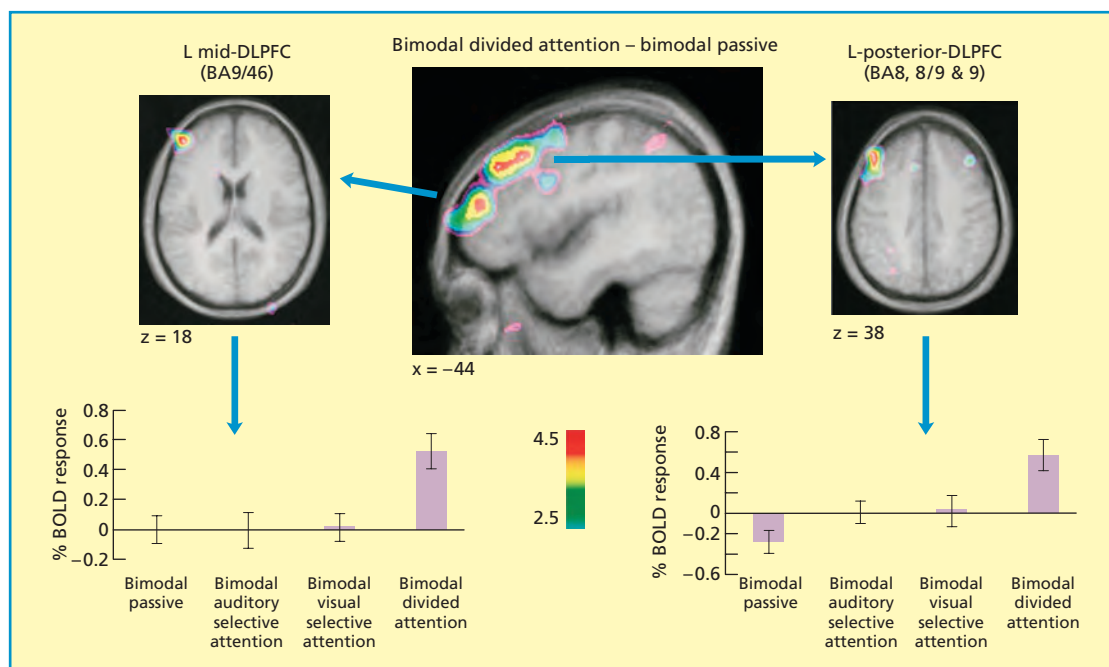 L mid-DLPFC
(BA9/46)
Bimodal divided attention – bimodal passive
L-posterior-DLPFC
(BA8, 8/9 & 9)
z = 18
x = –44
z = 38
% BOLD response
0.8
0.6
0.4
0.2
0
–0.2
Bimodal
passive
Bimodal
auditory
selective
attention
Bimodal
visual
selective
attention
Bimodal
divided
attention
4.5
2.5
% BOLD response
0.8
0.4
0
–0.2
–0.6
Bimodal
passive
Bimodal
auditory
selective
attention
Bimodal
visual
selective
attention
Bimodal
divided
attention